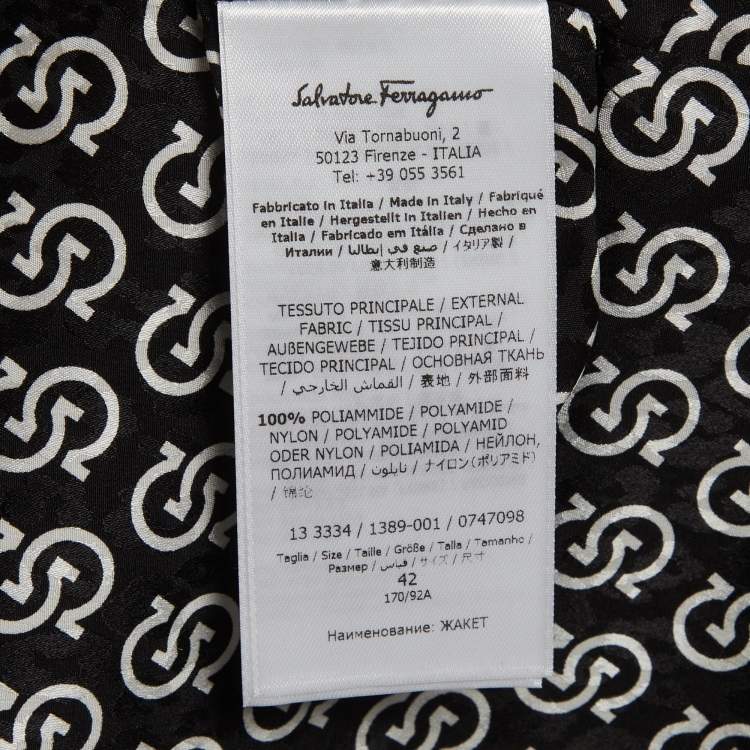 Salvatore Ferragamo
Via Tornabuoni, 2
50123 Firenze - ITALIA
Tel: +39 055 3561
Fabbricato in Italia / Made in Italy / Fabriqué
en Italie / Hergestellt in Italien / Hecho en
Italia / Fabricado em Itália / Сделано в
Италии / صنع في إيطاليا / イタリア製 /
意大利制造
TESSUTO PRINCIPALE / EXTERNAL
FABRIC / TISSU PRINCIPAL /
AUßENGEWEBE / TEJIDO PRINCIPAL /
TECIDO PRINCIPAL / ОСНОВНАЯ ТКАНЬ
/ القماش الخارجي / 表地 / 外部面料
100% POLIAMMIDE / POLYAMIDE /
NYLON / POLYAMIDE / POLYAMID
ODER NYLON / POLIAMIDA / НЕЙЛОН,
ПОЛИАМИД / نايلون / ナイロン(ポリアミド)
/ 锦纶
13 3334 / 1389-001 / 0747098
Taglia / Size / Taille / Größe / Talla / Tamanho /
Размер / قياس / サイズ / 尺寸
42
170/92A
Наименование: ЖАКЕТ